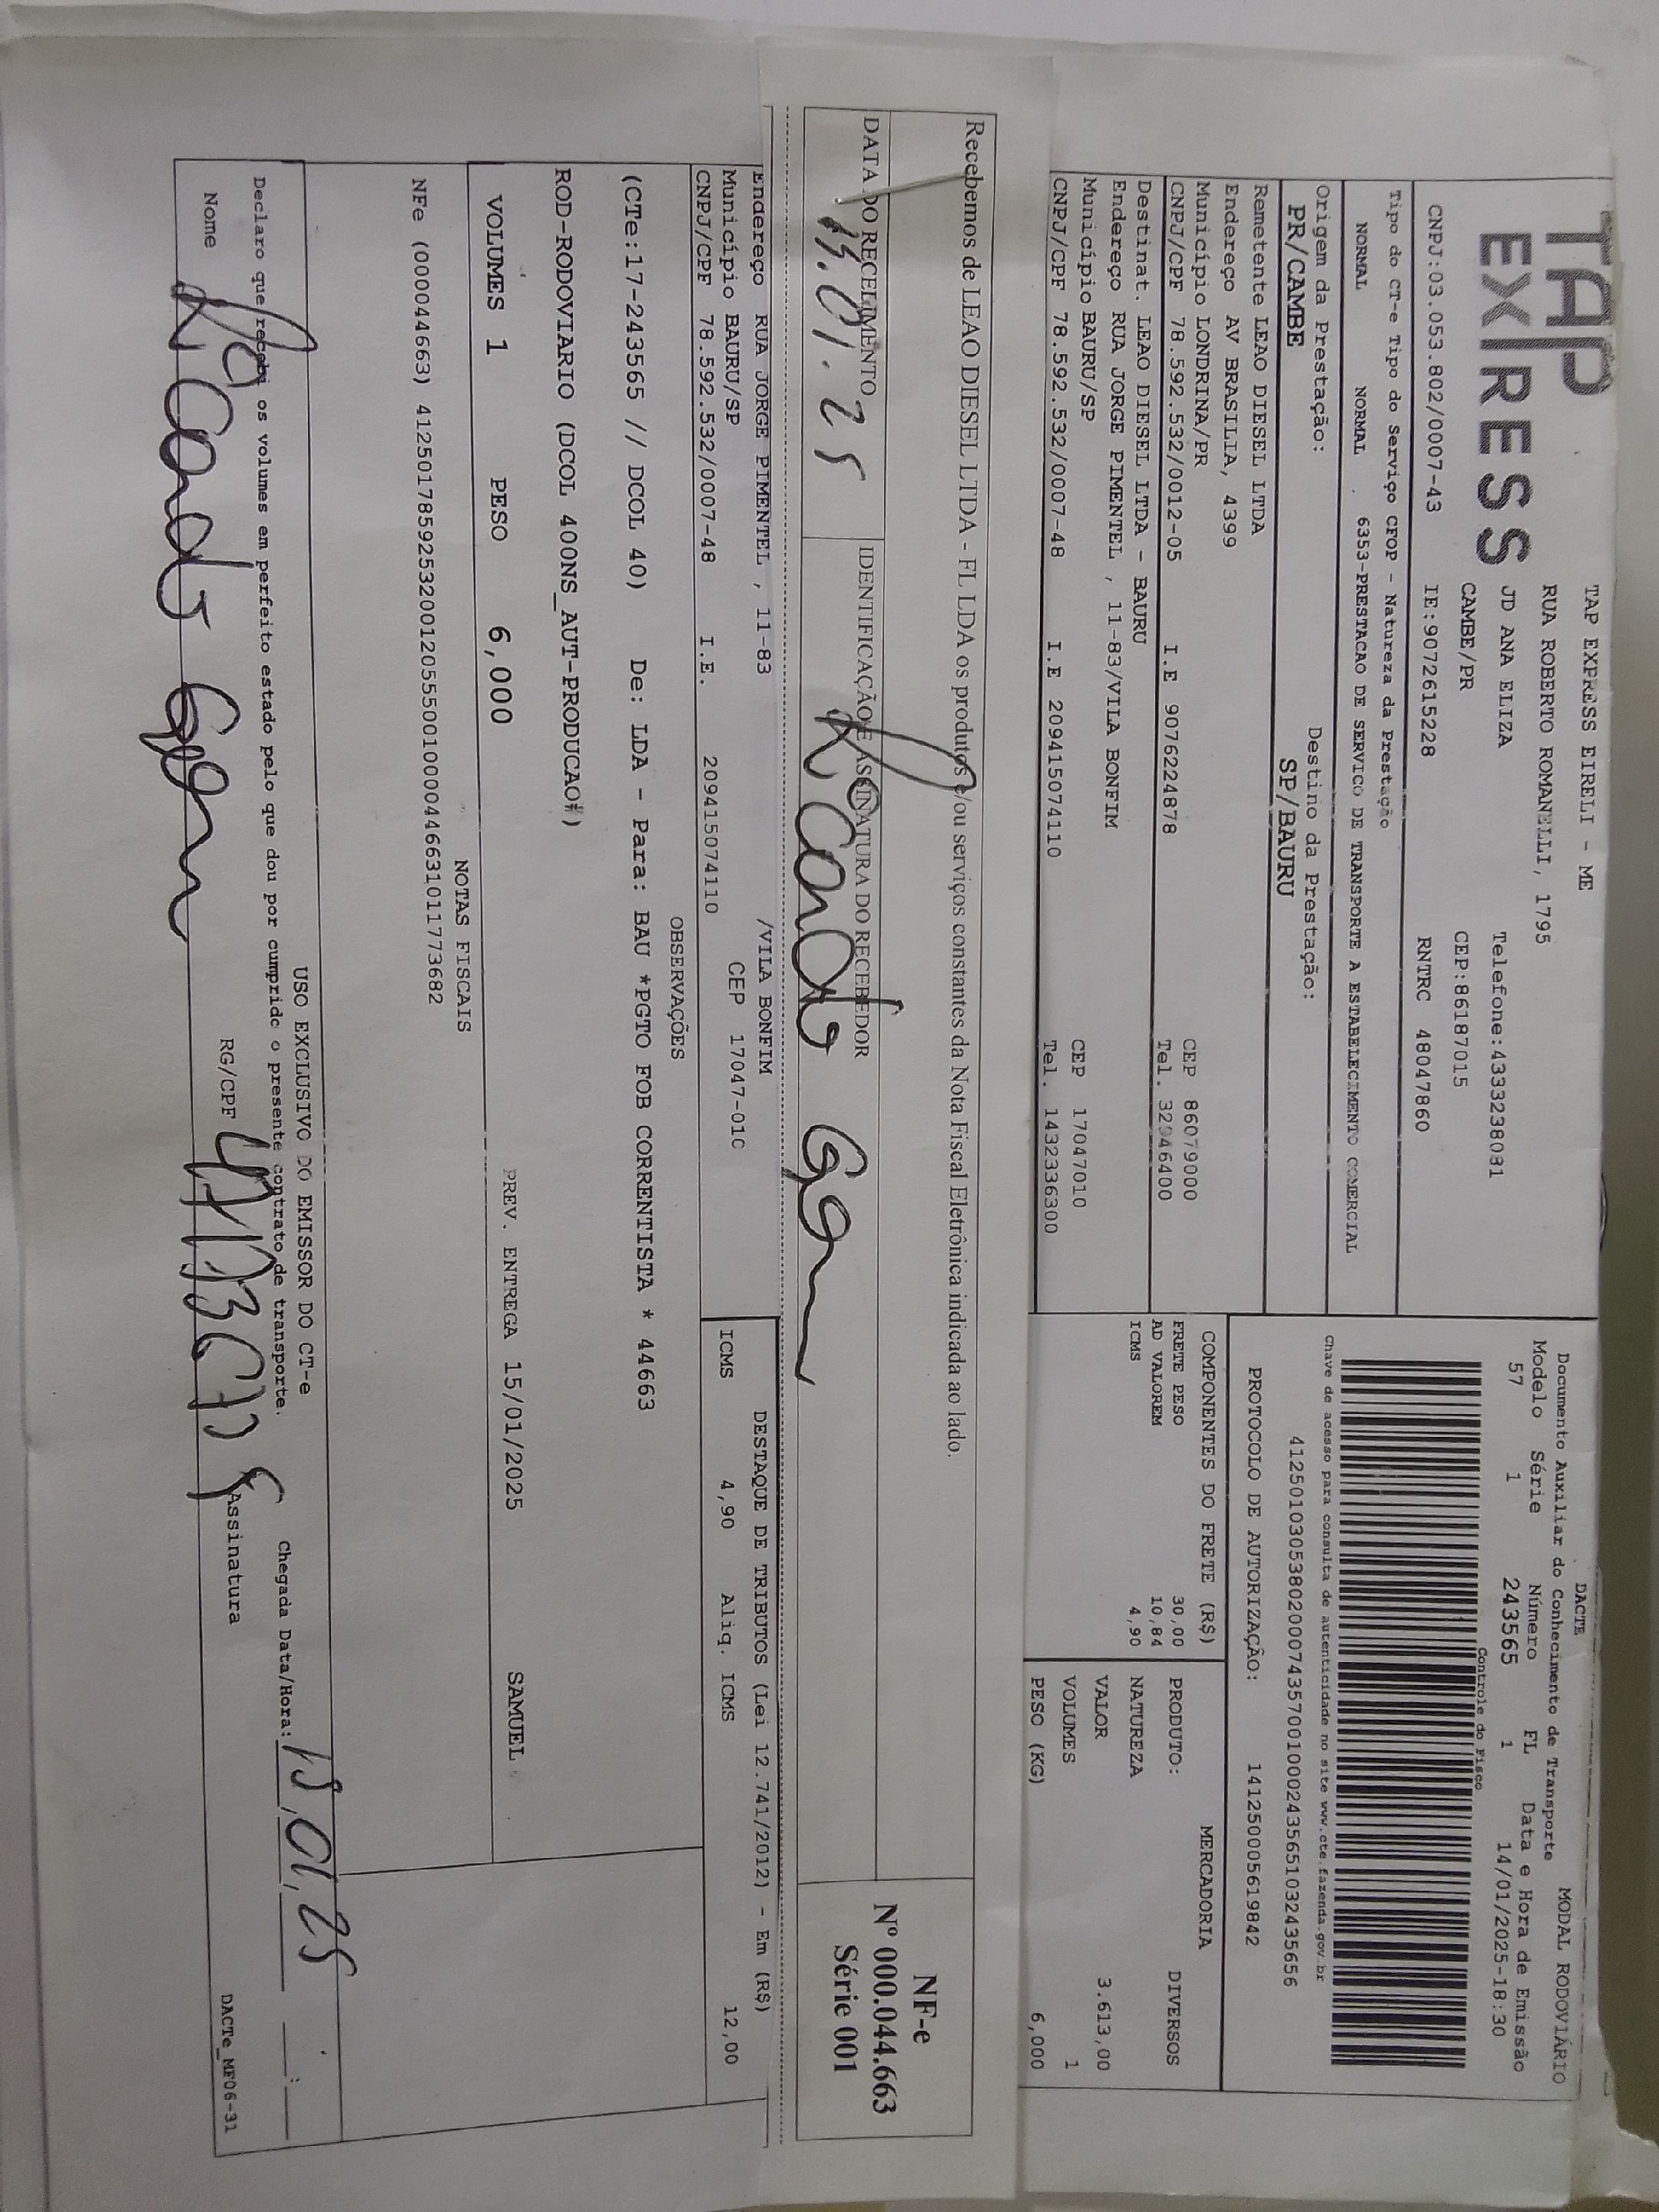 TAP
EXPRESS
TAP EXPRESS EIRELI - ME
RUA ROBERTO ROMANELLI, 1795
JD ANA ELIZA Telefone:4333238081
CAMBE/PR CEP:86187015
CNPJ:03.053.802/0007-43 IE:9072615228 RNTRC 48047860
Tipo do CT-e Tipo do Serviço CFOP - Natureza da Prestação
NORMAL NORMAL 6353-PRESTACAO DE SERVICO DE TRANSPORTE A ESTABELECIMENTO COMERCIAL
Origem da Prestação: Destino da Prestação:
PR/CAMBE SP/BAURU
Remetente LEAO DIESEL LTDA
Endereço AV BRASILIA, 4399
Município LONDRINA/PR CEP 86079000
CNPJ/CPF 78.592.532/0012-05 I.E 9076224878 Tel. 32946400
Destinat. LEAO DIESEL LTDA - BAURU
Endereço RUA JORGE PIMENTEL , 11-83/VILA BONFIM
Município BAURU/SP CEP 17047010
CNPJ/CPF 78.592.532/0007-48 I.E 209415074110 Tel. 1432336300
DACTE
Documento Auxiliar do Conhecimento de Transporte MODAL RODOVIÁRIO
Modelo Série Número FL Data e Hora de Emissão
57 1 243565 1 14/01/2025-18:30
Controle do Fisco
Chave de acesso para consulta de autenticidade no site www.cte.fazenda.gov.br
41250103053802000743570010002435651032435656
PROTOCOLO DE AUTORIZAÇÃO: 141250005619842
COMPONENTES DO FRETE (R$)
FRETE PESO 30,00
AD VALOREM 10,84
ICMS 4,90
MERCADORIA
PRODUTO: DIVERSOS
NATUREZA
VALOR 3.613,00
VOLUMES 1
PESO (KG) 6,000
Recebemos de LEAO DIESEL LTDA - FL LDA os produtos e/ou serviços constantes da Nota Fiscal Eletrônica indicada ao lado.
DATA DO RECEBIMENTO IDENTIFICAÇÃO E ASSINATURA DO RECEBEDOR
15.01.25
NF-e
Nº 000.044.663
Série 001
Endereço RUA JORGE PIMENTEL , 11-83 /VILA BONFIM
Município BAURU/SP CEP 17047-010
CNPJ/CPF 78.592.532/0007-48 I.E. 209415074110
DESTAQUE DE TRIBUTOS (Lei 12.741/2012) - Em (R$)
ICMS 4,90 Aliq. ICMS 12,00
OBSERVAÇÕES
(CTe:17-243565 // DCOL 40) De: LDA - Para: BAU *PGTO FOB CORRENTISTA * 44663
ROD-RODOVIARIO (DCOL 400NS_AUT-PRODUCAO#)
VOLUMES 1 PESO 6,000 PREV. ENTREGA 15/01/2025 SAMUEL
NOTAS FISCAIS
NFe (000044663) 41250178592532001205550010000446631011773682
USO EXCLUSIVO DO EMISSOR DO CT-e
Declaro que recebi os volumes em perfeito estado pelo que dou por cumprido o presente contrato de transporte.
Chegada Data/Hora: 15,01,25
Nome RG/CPF Assinatura
DACTe_MF06-31